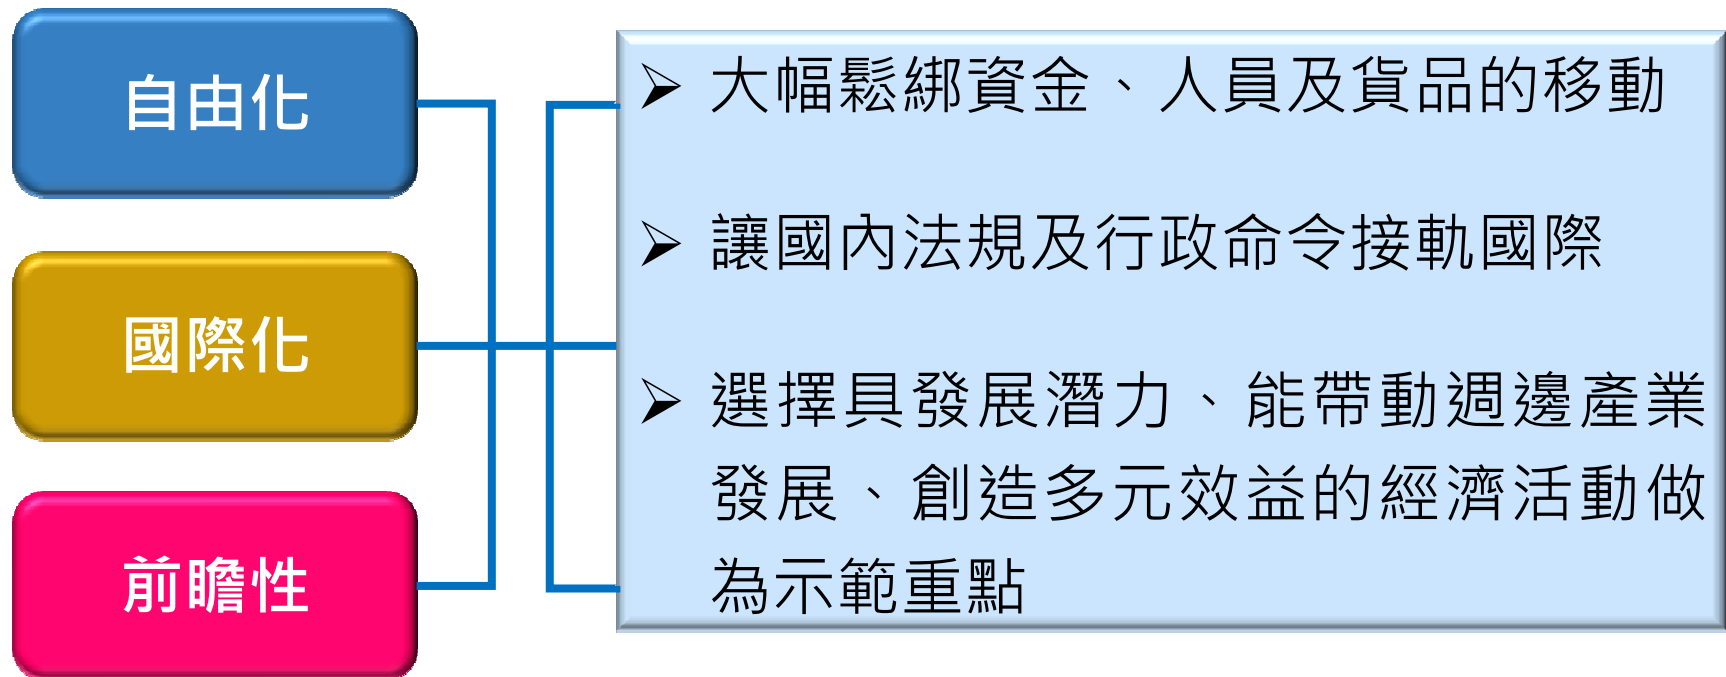 自由化
國際化
前瞻性
➢ 大幅鬆綁資金、人員及貨品的移動
➢ 讓國內法規及行政命令接軌國際
➢ 選擇具發展潛力、能帶動週邊產業
發展、創造多元效益的經濟活動做
為示範重點